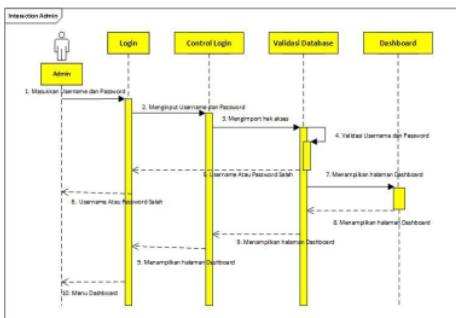 Interaction Admin
Login
Control Login
Validasi Database
Dashboard
Admin
1. Masukkan Username dan Password
2. Menginput Username dan Password
3. Mengimport hak akses
4. Validasi Username dan Password
5. Username Atau Password Salah
6. Username Atau Password Salah
7. Menampilkan halaman Dashboard
8. Menampilkan halaman Dashboard
9. Menampilkan halaman Dashboard
9. Menampilkan halaman Dashboard
10. Menu Dashboard